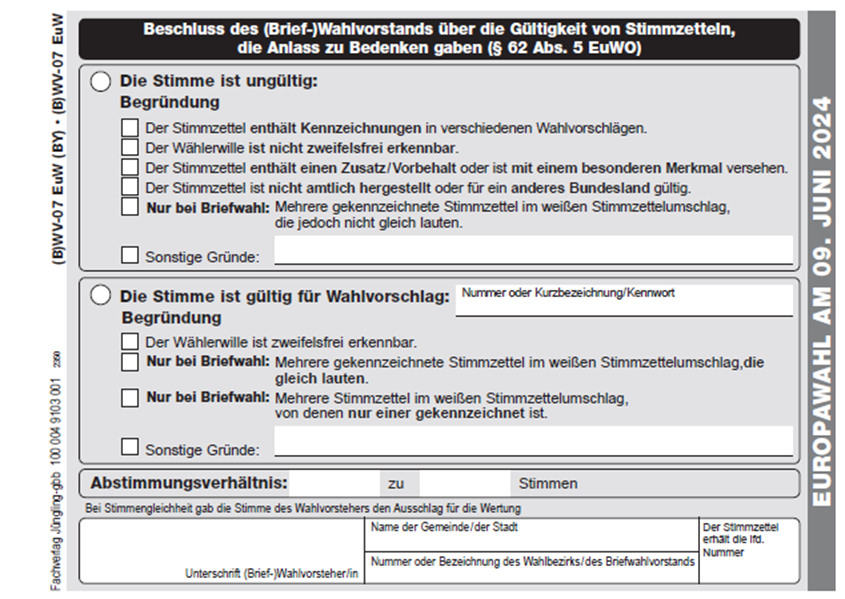 Beschluss des (Brief-)Wahlvorstands über die Gültigkeit von Stimmzetteln,
die Anlass zu Bedenken gaben (§ 62 Abs. 5 EuWO)
Die Stimme ist ungültig:
Begründung
Der Stimmzettel enthält Kennzeichnungen in verschiedenen Wahlvorschlägen.
Der Wählerwille ist nicht zweifelsfrei erkennbar.
Der Stimmzettel enthält einen Zusatz/Vorbehalt oder ist mit einem besonderen Merkmal versehen.
Der Stimmzettel ist nicht amtlich hergestellt oder für ein anderes Bundesland gültig.
Nur bei Briefwahl: Mehrere gekennzeichnete Stimmzettel im weißen Stimmzettelumschlag,
die jedoch nicht gleich lauten.
Sonstige Gründe:
Die Stimme ist gültig für Wahlvorschlag: Nummer oder Kurzbezeichnung/Kennwort
Begründung
Der Wählerwille ist zweifelsfrei erkennbar.
Nur bei Briefwahl: Mehrere gekennzeichnete Stimmzettel im weißen Stimmzettelumschlag,die
gleich lauten.
Nur bei Briefwahl: Mehrere Stimmzettel im weißen Stimmzettelumschlag,
von denen nur einer gekennzeichnet ist.
Sonstige Gründe:
Abstimmungsverhältnis: zu Stimmen
Bei Stimmengleichheit gab die Stimme des Wahlvorstehers den Ausschlag für die Wertung
Unterschrift (Brief-)Wahlvorsteher/in
Name der Gemeinde/der Stadt
Nummer oder Bezeichnung des Wahlbezirks/des Briefwahlvorstands
Der Stimmzettel
erhält die lfd.
Nummer
(B)WV-07 EuW (BY) • (B)WV-07 EuW
Fachverlag Jüngling-gbb 100 004 9103 001
EUROPAWAHL AM 09. JUNI 2024